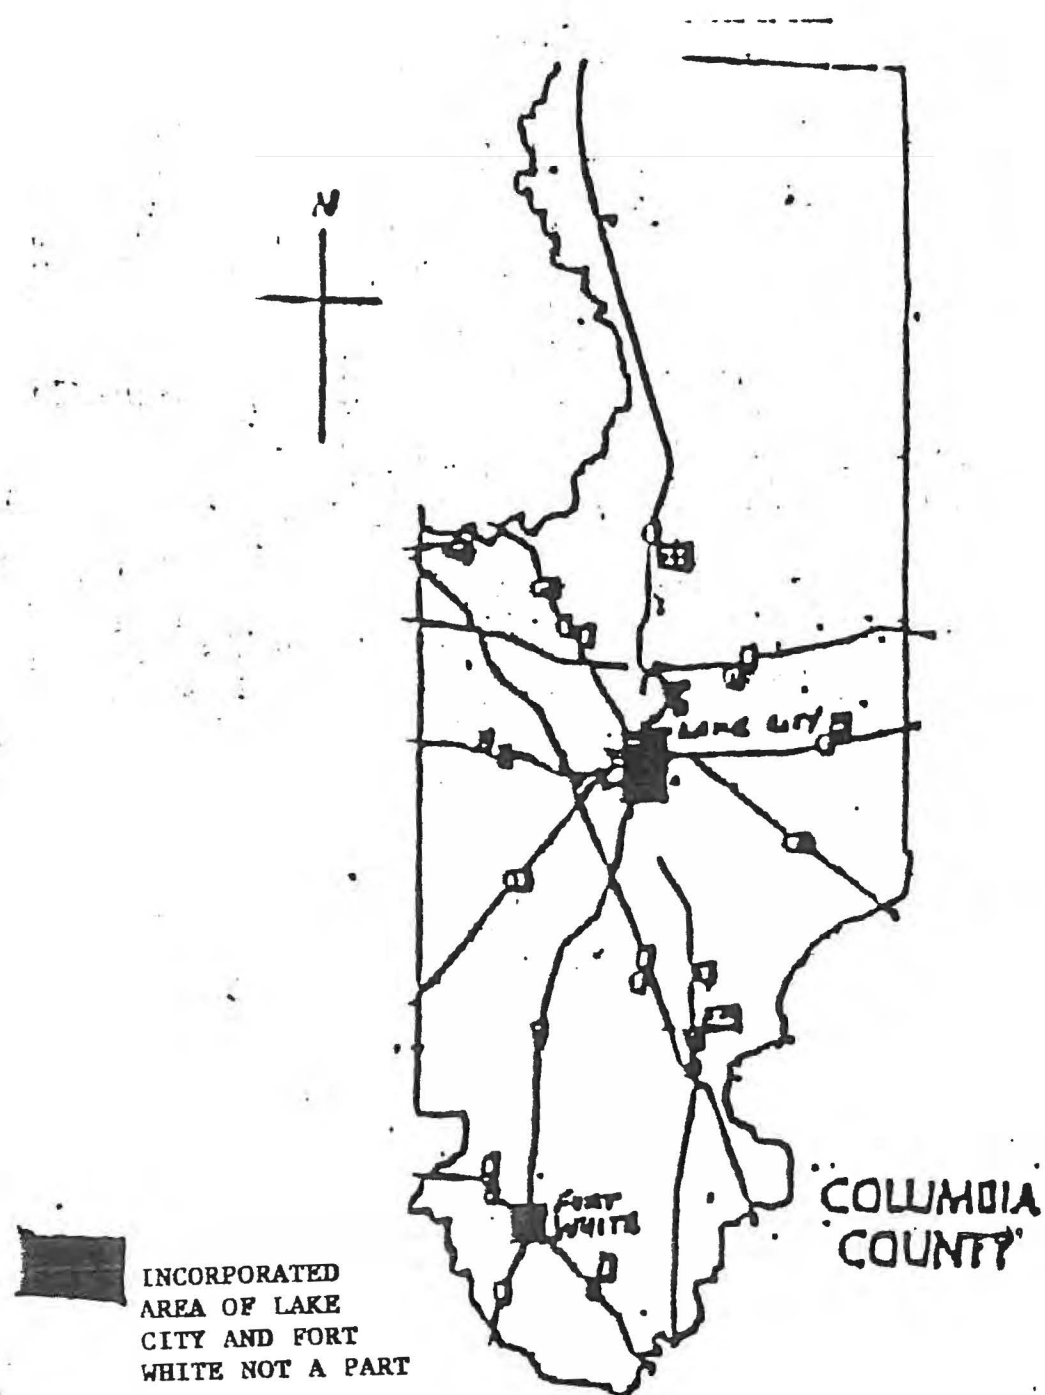 N
LAKE CITY
FORT
WHITE
COLUMBIA
COUNTY
INCORPORATED
AREA OF LAKE
CITY AND FORT
WHITE NOT A PART